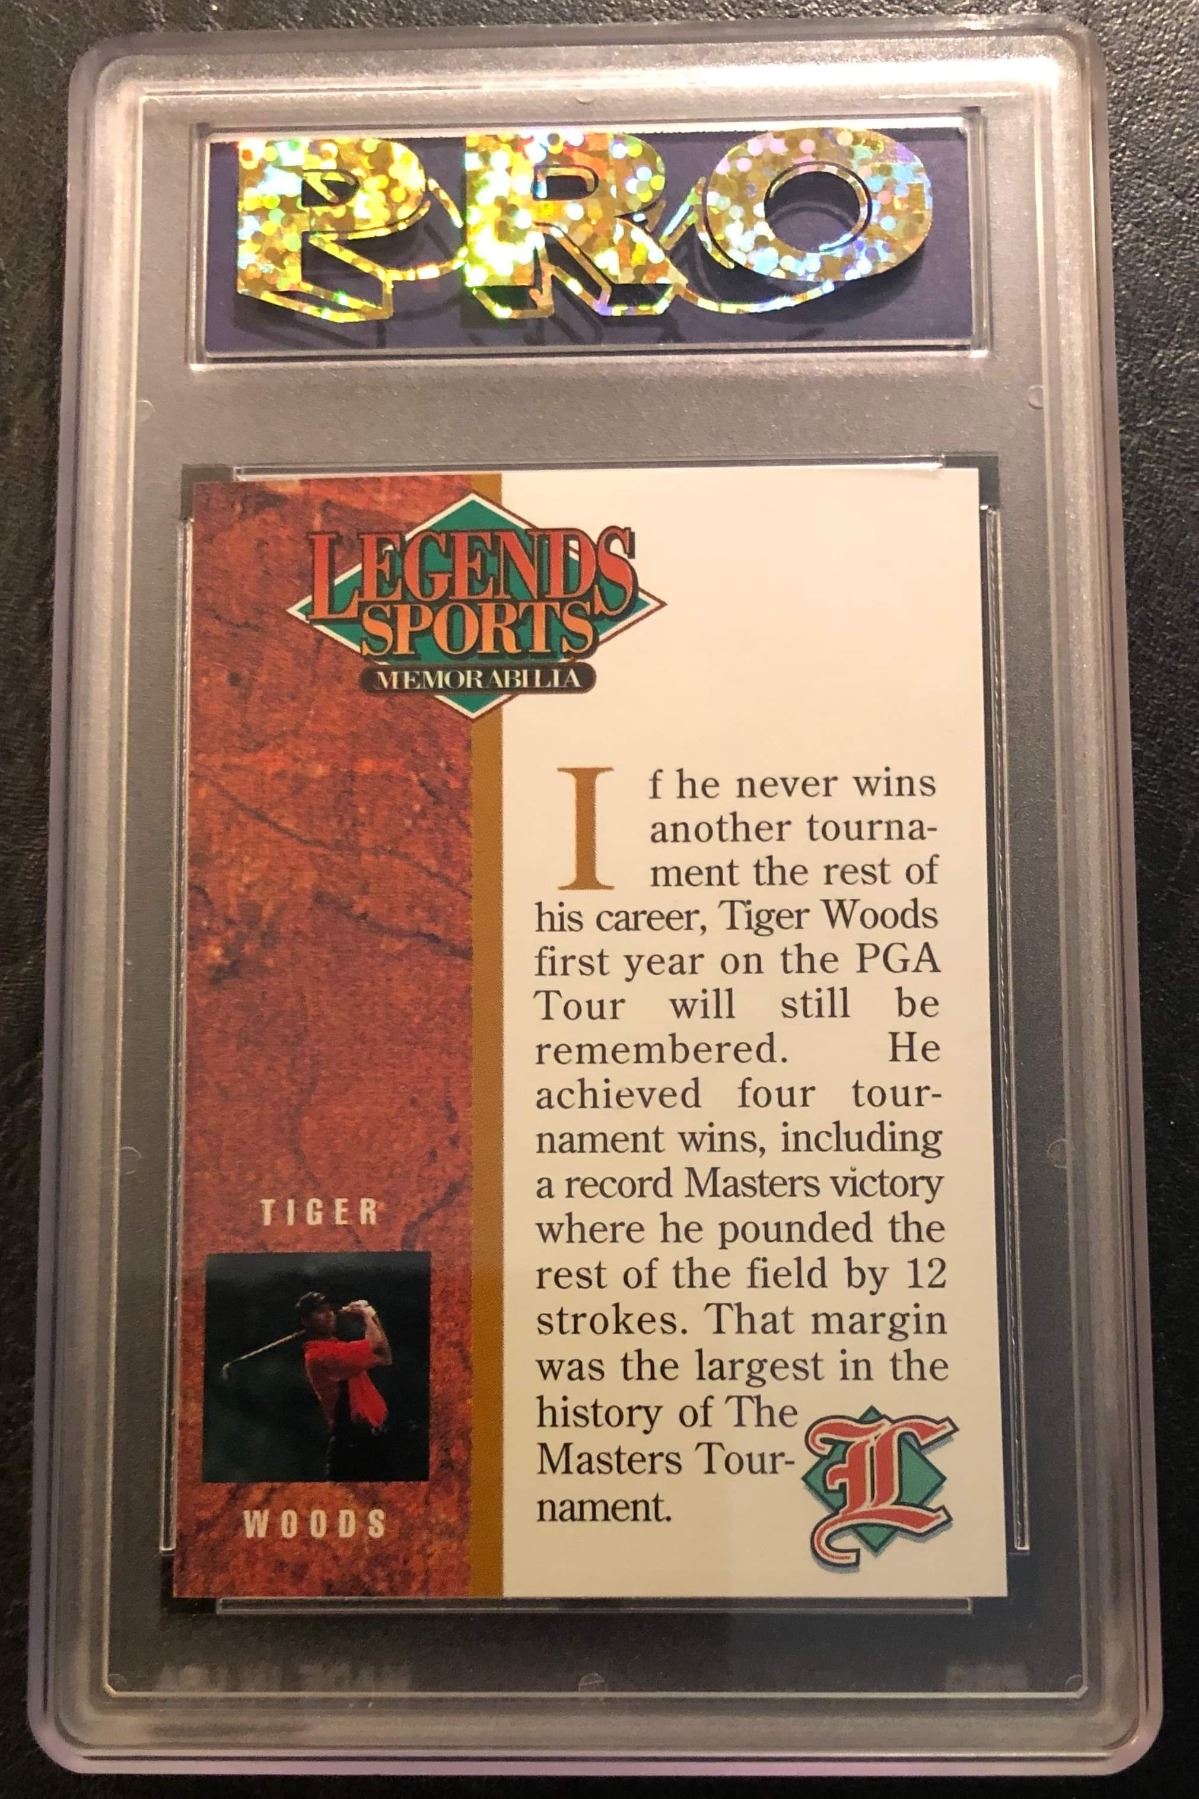 PRO
LEGENDS
SPORTS
MEMORABILIA
If he never wins
another tourna-
ment the rest of
his career, Tiger Woods
first year on the PGA
Tour will still be
remembered. He
achieved four tour-
nament wins, including
a record Masters victory
where he pounded the
rest of the field by 12
strokes. That margin
was the largest in the
history of The
Masters Tour-
nament.
L
TIGER
WOODS